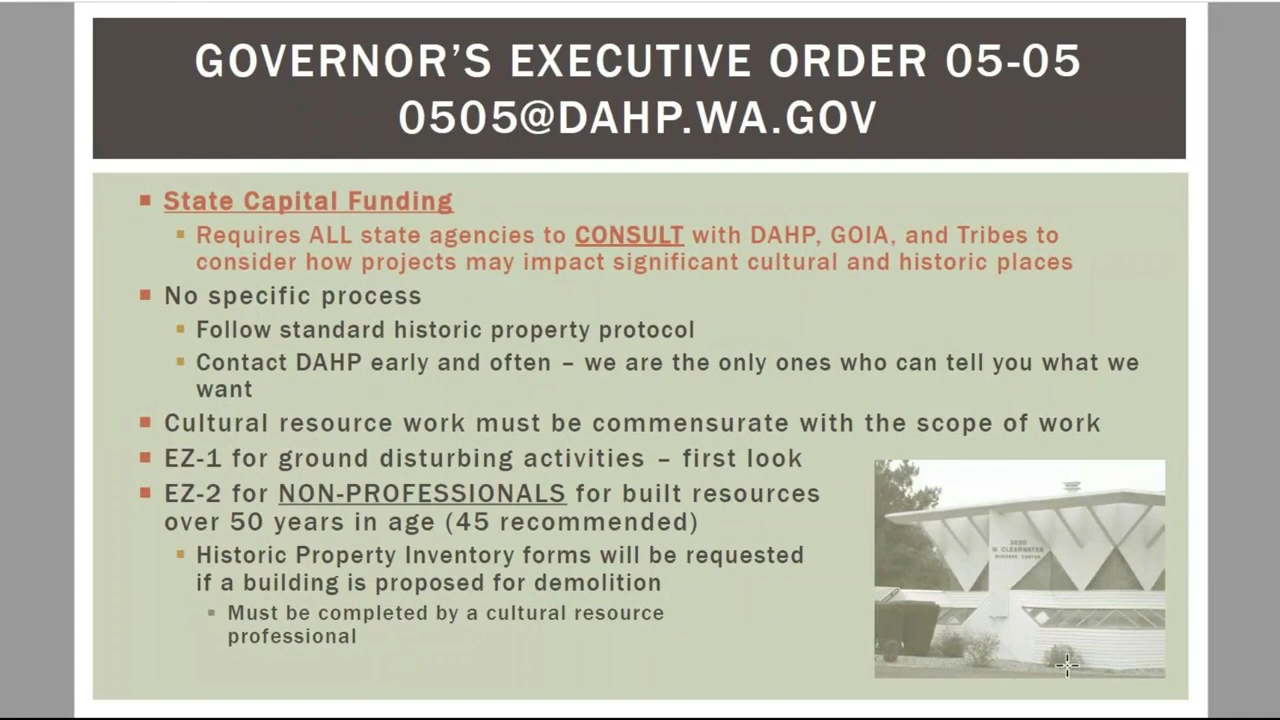 GOVERNOR'S EXECUTIVE ORDER 05-05
0505@DAHP.WA.GOV
State Capital Funding
Requires ALL state agencies to CONSULT with DAHP, GOIA, and Tribes to
consider how projects may impact significant cultural and historic places
No specific process
Follow standard historic property protocol
Contact DAHP early and often – we are the only ones who can tell you what we
want
Cultural resource work must be commensurate with the scope of work
EZ-1 for ground disturbing activities – first look
EZ-2 for NON-PROFESSIONALS for built resources
over 50 years in age (45 recommended)
Historic Property Inventory forms will be requested
if a building is proposed for demolition
Must be completed by a cultural resource
professional
W. CLEARWATER